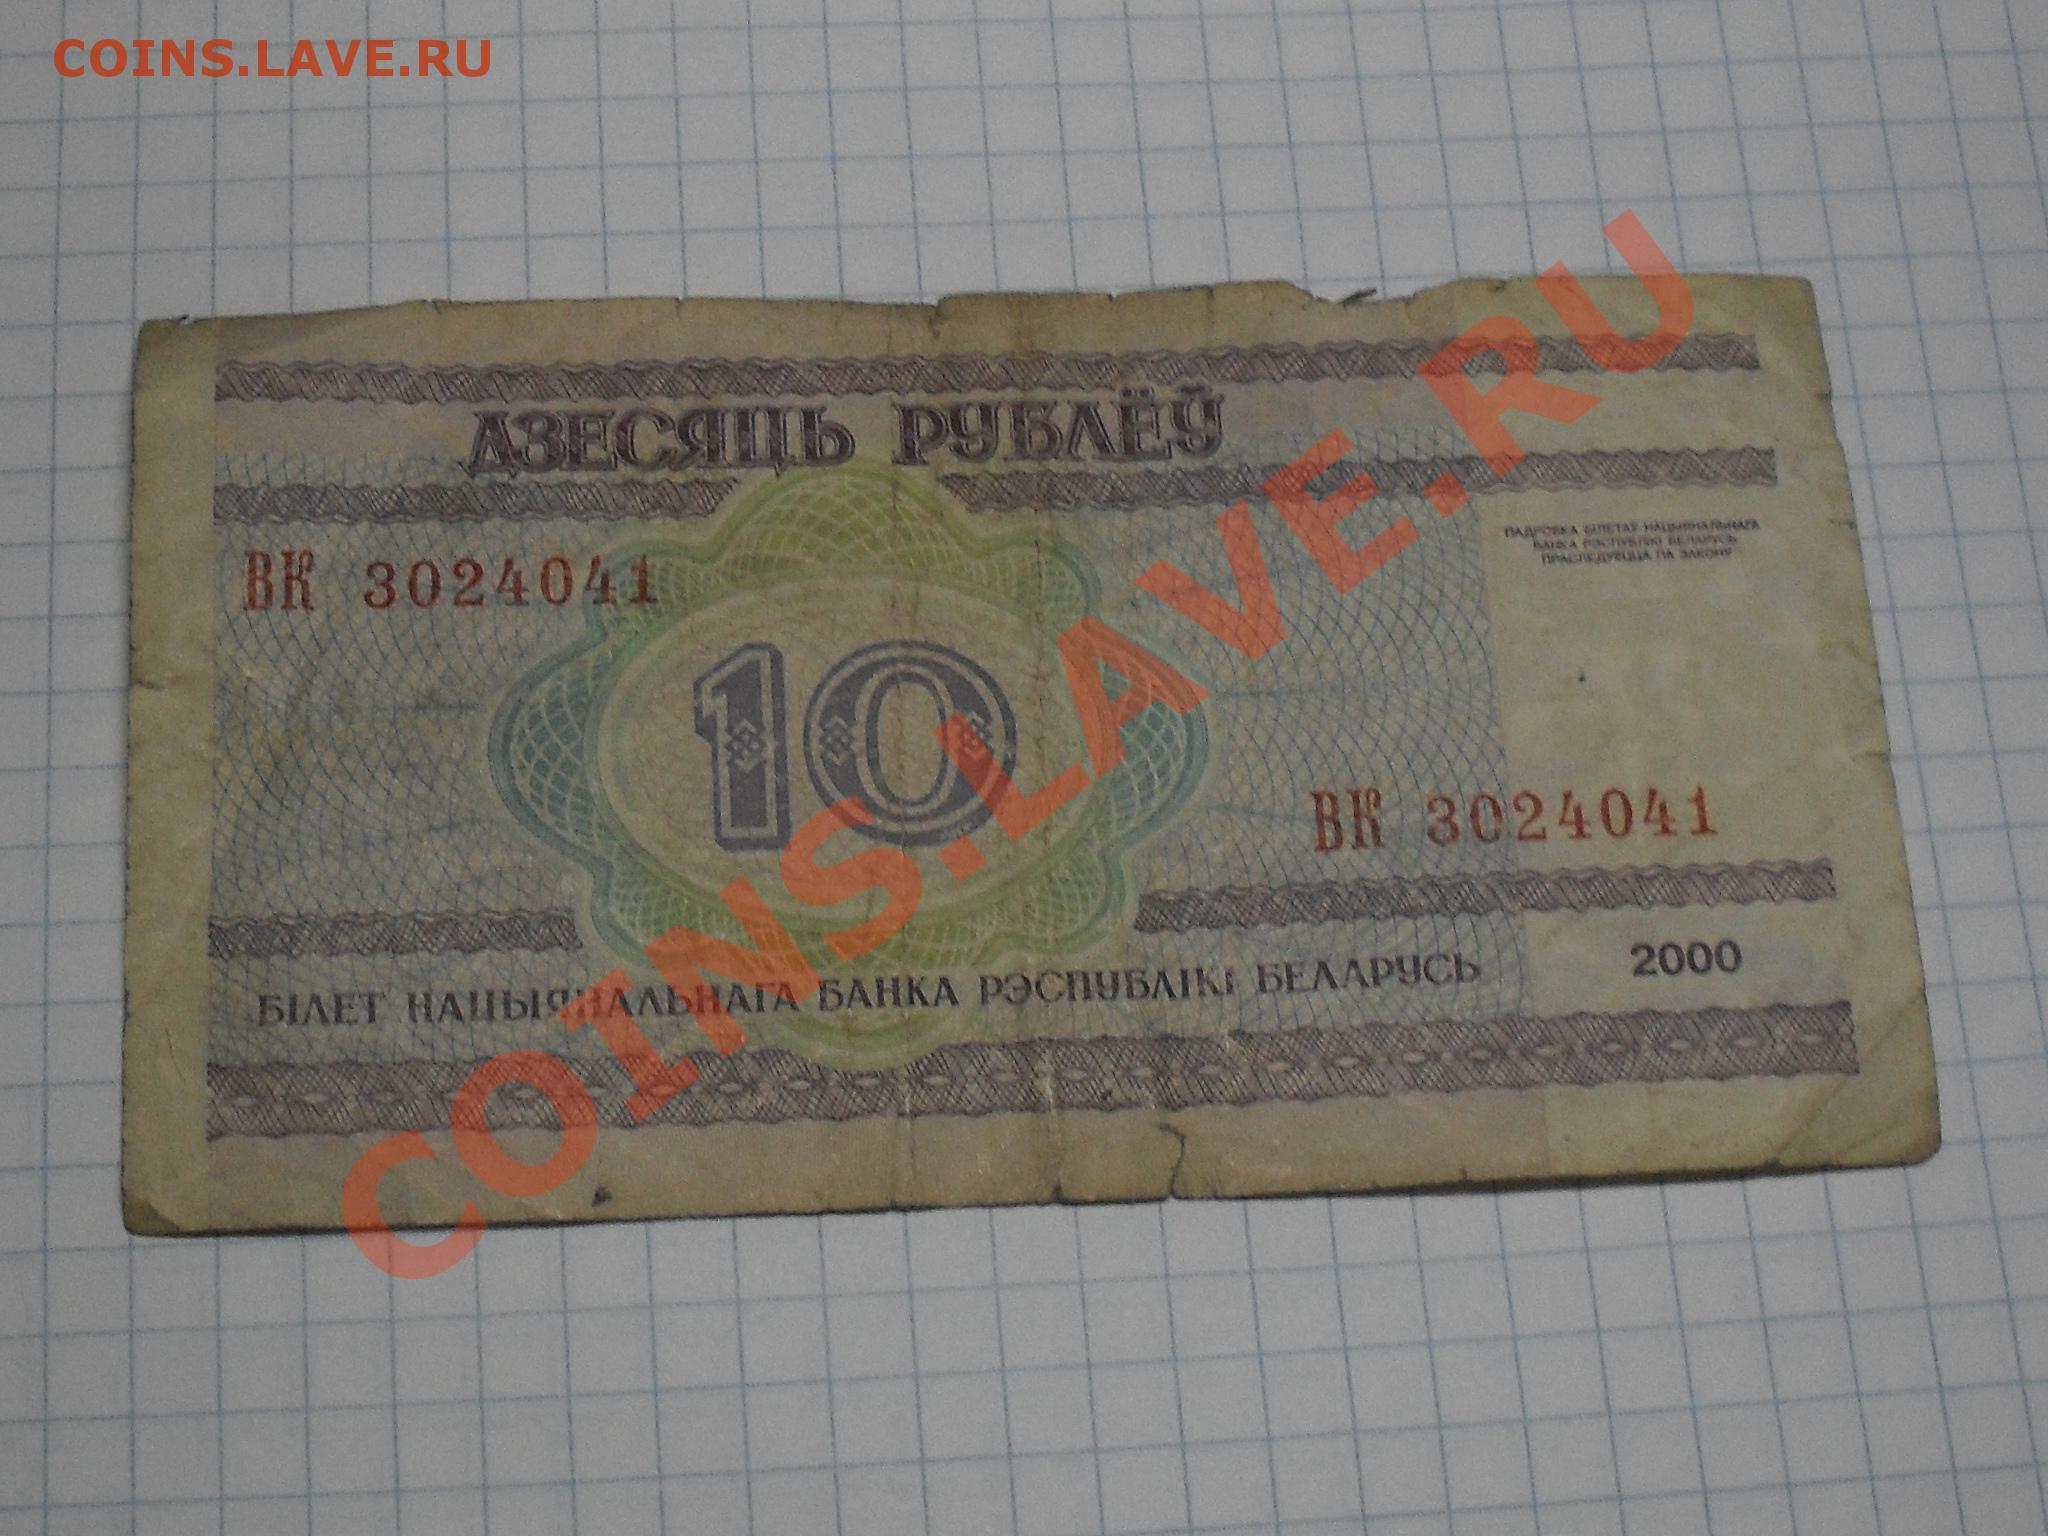 COINS.LAVE.RU
ДЗЕСЯЦЬ РУБЛЁЎ
ПАДРОБКА БІЛЕТАЎ НАЦЫЯНАЛЬНАГА
БАНКА РЭСПУБЛІКІ БЕЛАРУСЬ
ПРАСЛЕДУЕЦЦА ПА ЗАКОНУ
ВК 3024041
10
ВК 3024041
БІЛЕТ НАЦЫЯНАЛЬНАГА БАНКА РЭСПУБЛІКІ БЕЛАРУСЬ
2000
COINS.LAVE.RU